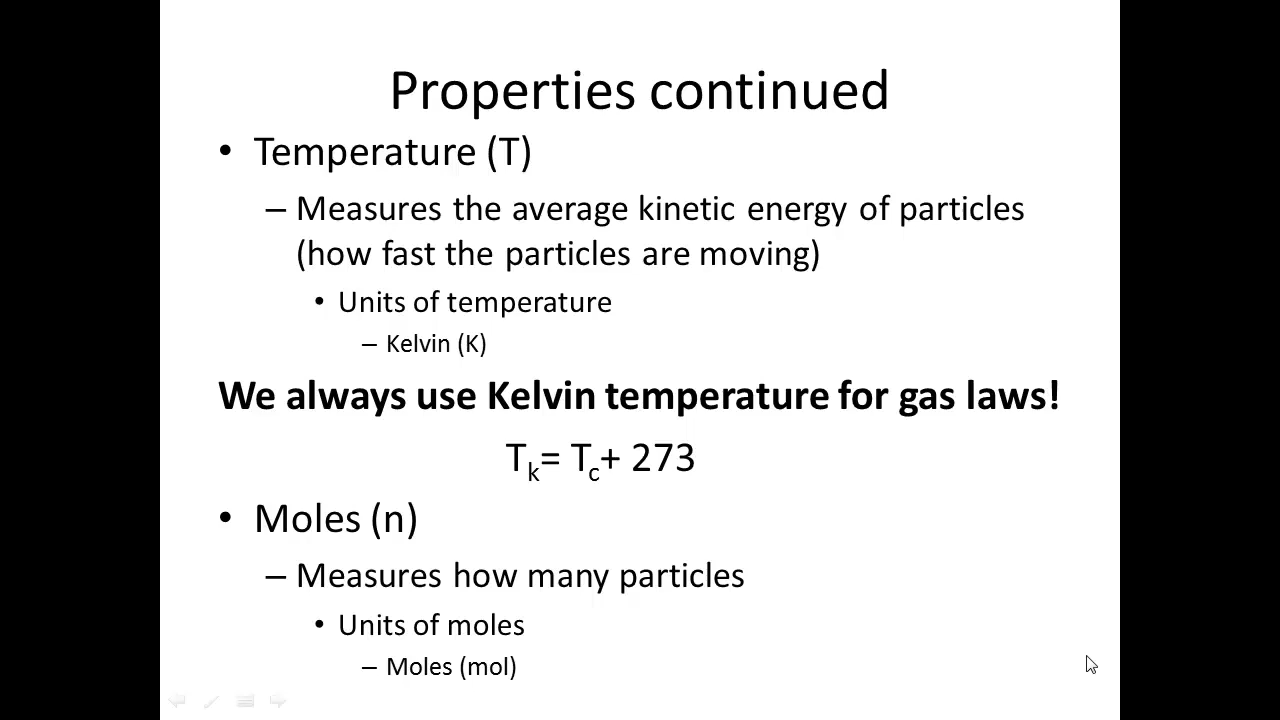 Properties continued
• Temperature (T)
– Measures the average kinetic energy of particles
(how fast the particles are moving)
• Units of temperature
– Kelvin (K)
We always use Kelvin temperature for gas laws!
Tk= Tc+ 273
• Moles (n)
– Measures how many particles
• Units of moles
– Moles (mol)